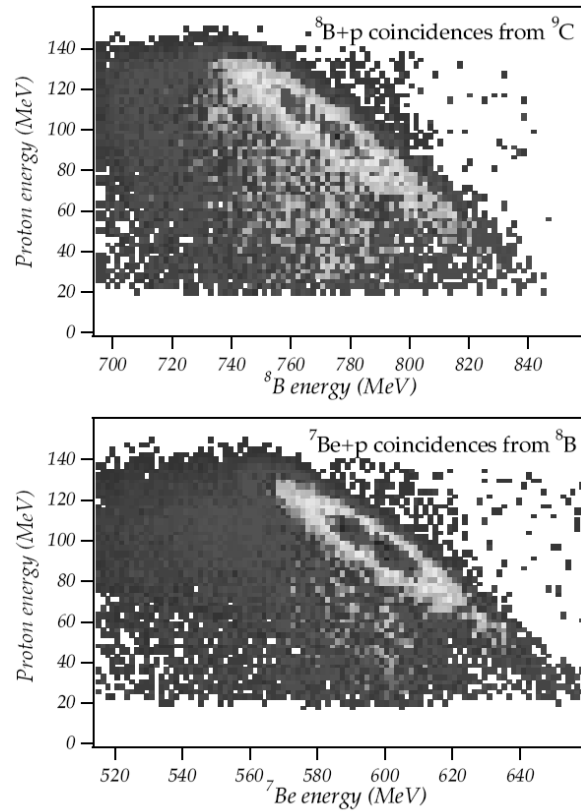 ⁸B+p coincidences from ⁹C
Proton energy (MeV)
140
120
100
80
60
40
20
0
700 720 740 760 780 800 820 840
⁸B energy (MeV)
⁷Be+p coincidences from ⁸B
Proton energy (MeV)
140
120
100
80
60
40
20
0
520 540 560 580 600 620 640
⁷Be energy (MeV)